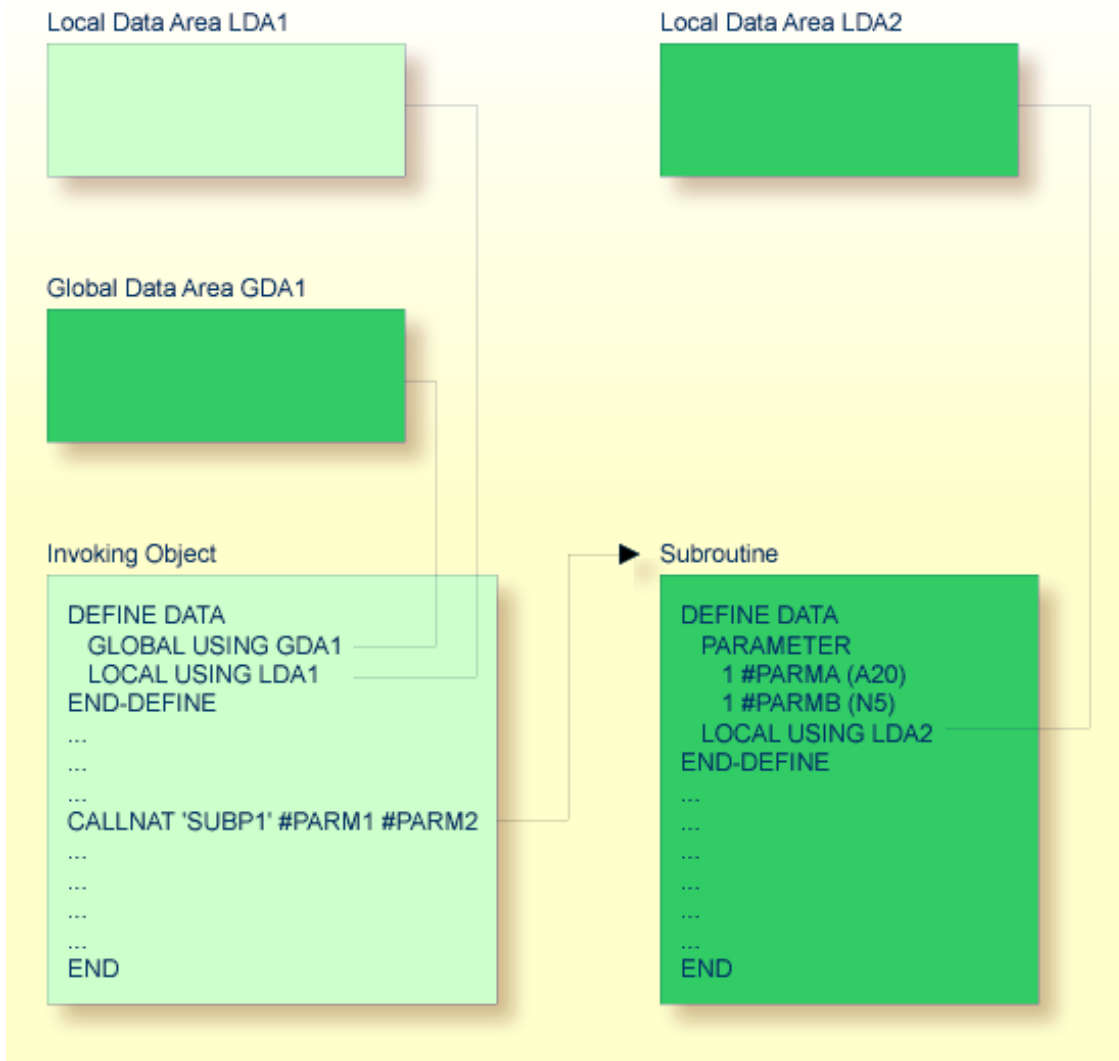 Local Data Area LDA1
Local Data Area LDA2
Global Data Area GDA1
Invoking Object
DEFINE DATA
GLOBAL USING GDA1
LOCAL USING LDA1
END-DEFINE
...
...
...
CALLNAT 'SUBP1' #PARM1 #PARM2
...
...
...
...
END
Subroutine
DEFINE DATA
PARAMETER
1 #PARMA (A20)
1 #PARMB (N5)
LOCAL USING LDA2
END-DEFINE
...
...
...
...
...
...
END